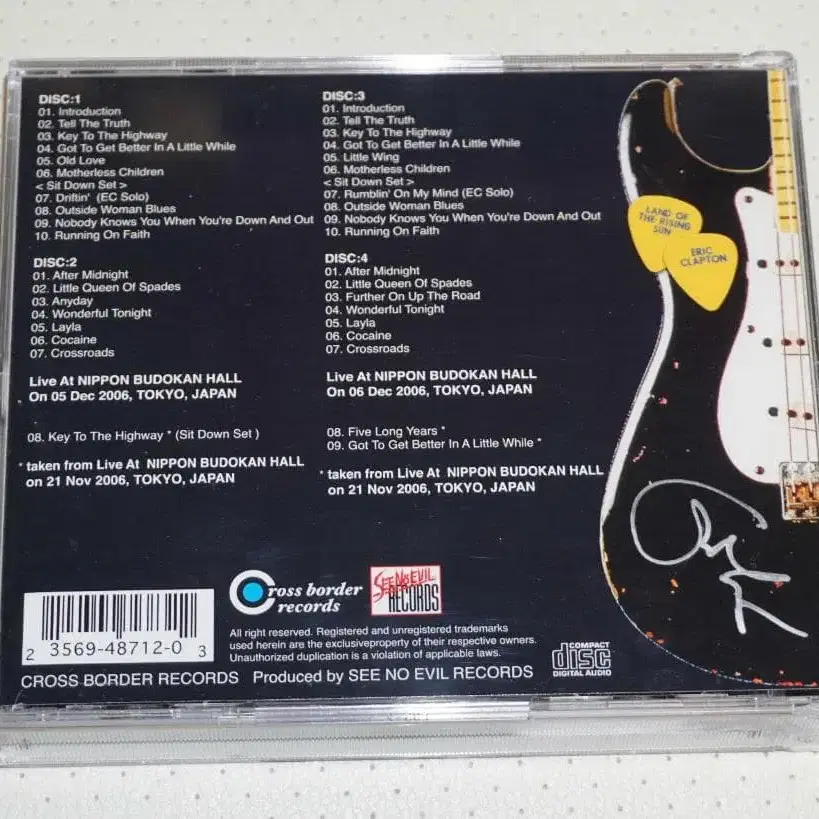 DISC:1
01. Introduction
02. Tell The Truth
03. Key To The Highway
04. Got To Get Better In A Little While
05. Old Love
06. Motherless Children
< Sit Down Set >
07. Driftin' (EC Solo)
08. Outside Woman Blues
09. Nobody Knows You When You're Down And Out
10. Running On Faith
DISC:2
01. After Midnight
02. Little Queen Of Spades
03. Anyday
04. Wonderful Tonight
05. Layla
06. Cocaine
07. Crossroads
Live At NIPPON BUDOKAN HALL
On 05 Dec 2006, TOKYO, JAPAN
08. Key To The Highway * (Sit Down Set )
* taken from Live At NIPPON BUDOKAN HALL
on 21 Nov 2006, TOKYO, JAPAN
DISC:3
01. Introduction
02. Tell The Truth
03. Key To The Highway
04. Got To Get Better In A Little While
05. Little Wing
06. Motherless Children
< Sit Down Set >
07. Rumblin' On My Mind (EC Solo)
08. Outside Woman Blues
09. Nobody Knows You When You're Down And Out
10. Running On Faith
DISC:4
01. After Midnight
02. Little Queen Of Spades
03. Further On Up The Road
04. Wonderful Tonight
05. Layla
06. Cocaine
07. Crossroads
Live At NIPPON BUDOKAN HALL
On 06 Dec 2006, TOKYO, JAPAN
08. Five Long Years *
09. Got To Get Better In A Little While *
* taken from Live At NIPPON BUDOKAN HALL
on 21 Nov 2006, TOKYO, JAPAN
LAND OF
THE RISING
SUN
ERIC
CLAPTON
Cross border
records
SEE NO EVIL
RECORDS
All right reserved. Registered and unregistered trademarks
used herein are the exclusiveproperty of their respective owners.
Unauthorized duplication is a violation of applicable laws.
2 3569-48712-0 3
COMPACT
disc
DIGITAL AUDIO
CROSS BORDER RECORDS Produced by SEE NO EVIL RECORDS